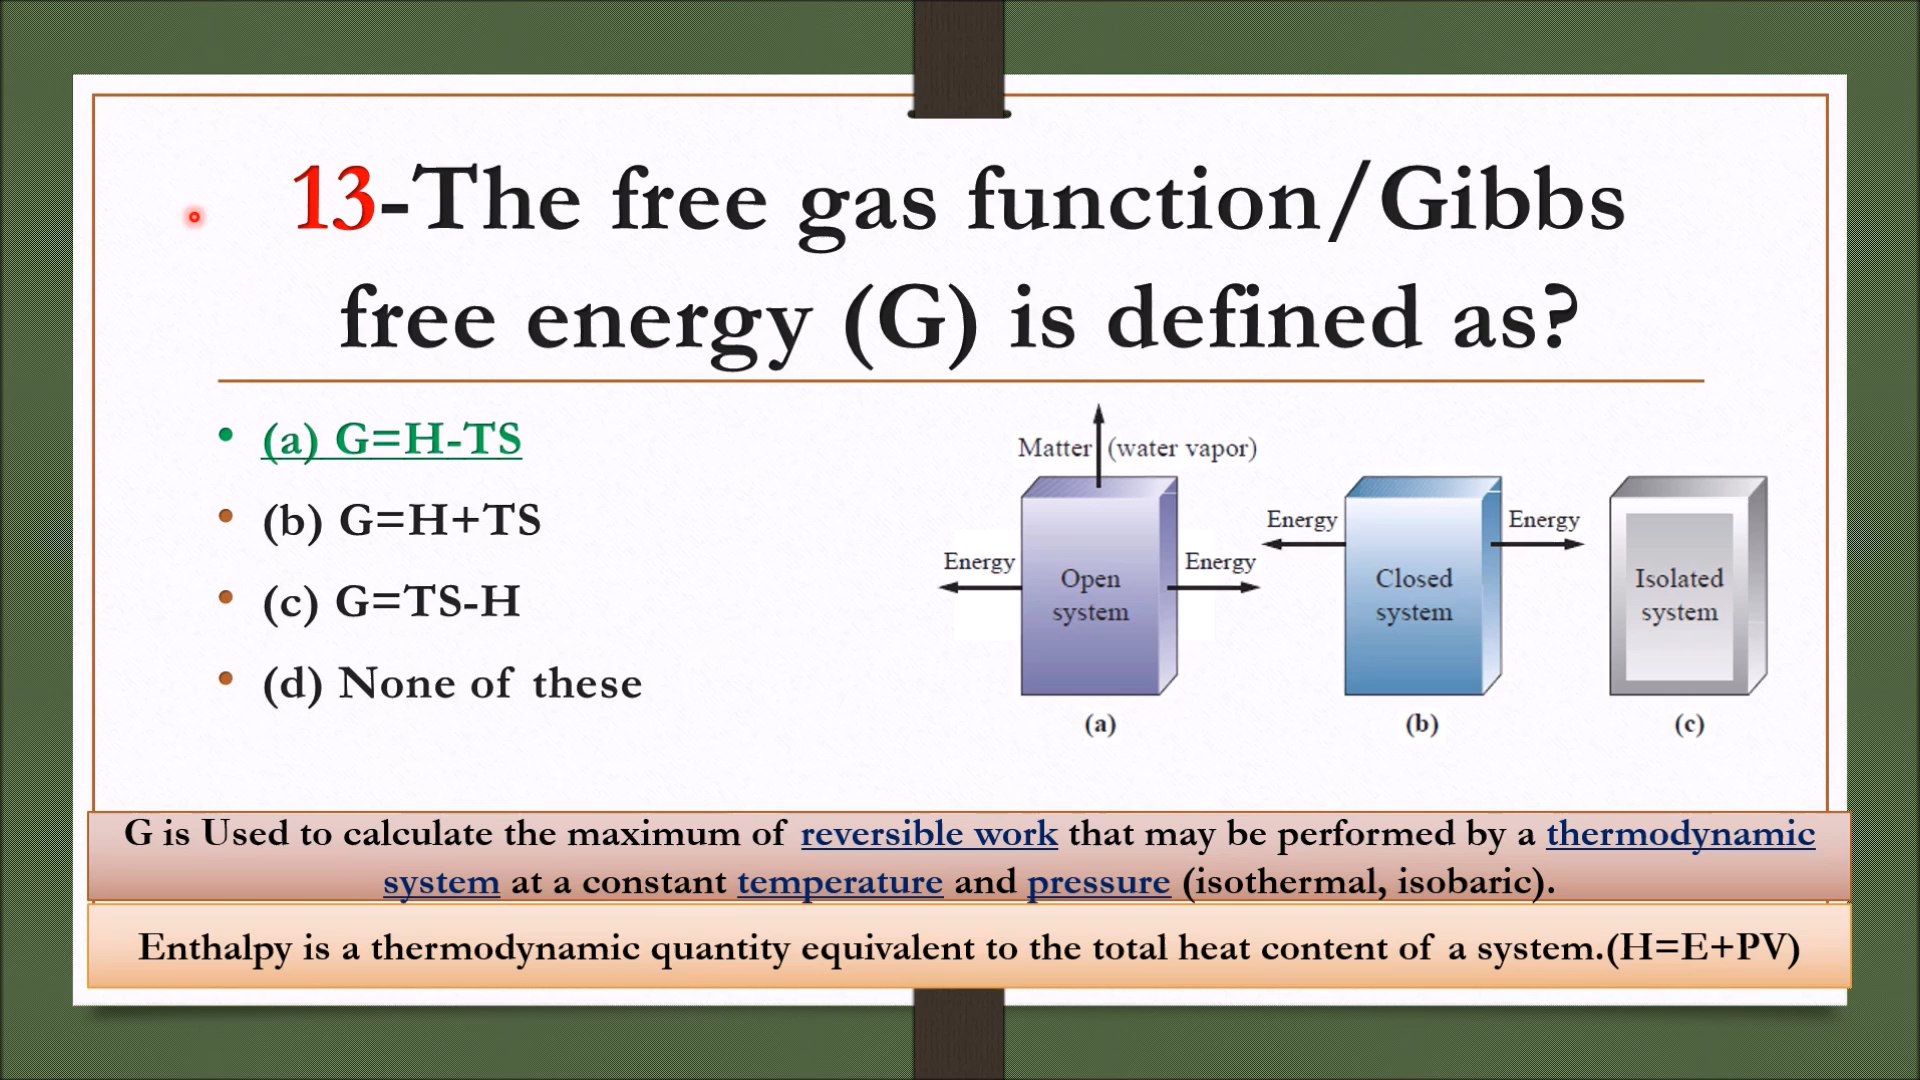 13-The free gas function/Gibbs
free energy (G) is defined as?
• (a) G=H-TS
• (b) G=H+TS
• (c) G=TS-H
• (d) None of these
Matter (water vapor)
Energy
Energy
Open
system
(a)
Energy
Energy
Closed
system
(b)
Isolated
system
(c)
G is Used to calculate the maximum of reversible work that may be performed by a thermodynamic
system at a constant temperature and pressure (isothermal, isobaric).
Enthalpy is a thermodynamic quantity equivalent to the total heat content of a system.(H=E+PV)